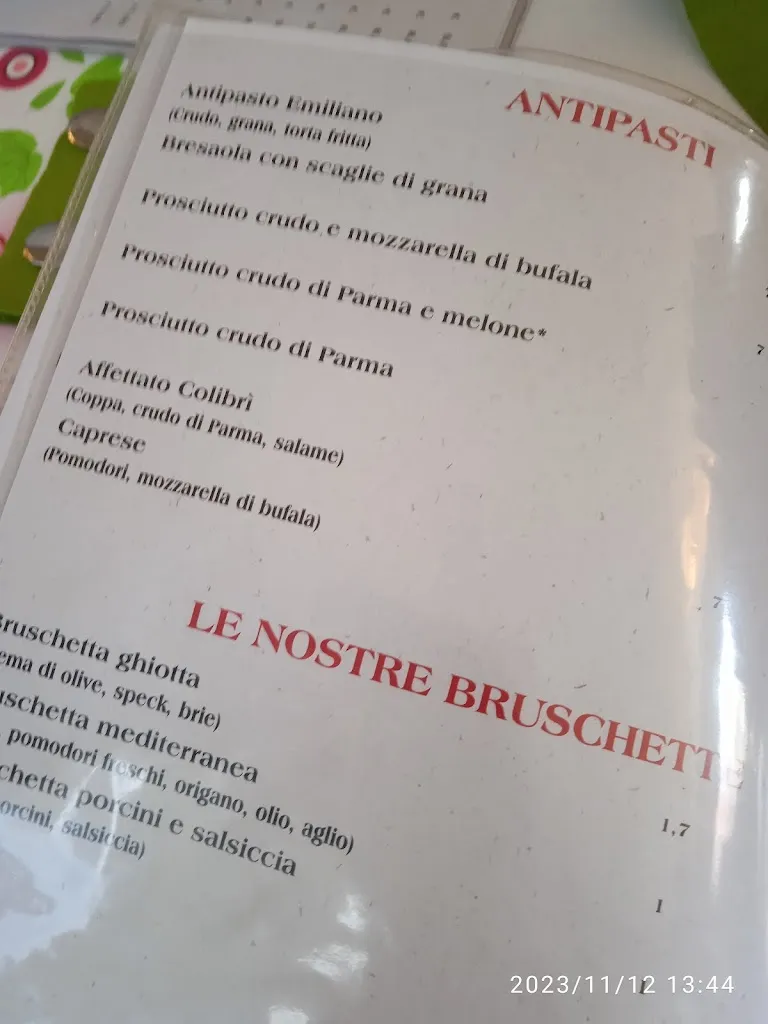 ANTIPASTI
Antipasto Emiliano
(Crudo, grana, torta fritta)
Bresaola con scaglie di grana
Prosciutto crudo e mozzarella di bufala
Prosciutto crudo di Parma e melone*
7
Prosciutto crudo di Parma
Affettato Colibrì
(Coppa, crudo di Parma, salame)
Caprese
(Pomodori, mozzarella di bufala)
7
LE NOSTRE BRUSCHETTE
Bruschetta ghiotta
ema di olive, speck, brie)
1,7
uschetta mediterranea
, pomodori freschi, origano, olio, aglio)
1
chetta porcini e salsiccia
orcini, salsiccia)
1
2023/11/12 13:44